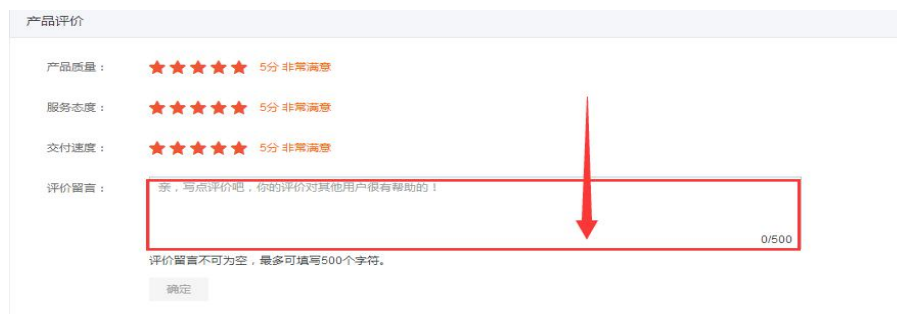 产品评价
产品质量： 5分 非常满意
服务态度： 5分 非常满意
交付速度： 5分 非常满意
评价留言： 亲，写点评价吧，你的评价对其他用户很有帮助的！
0/500
评价留言不可为空，最多可填写500个字符。
确定